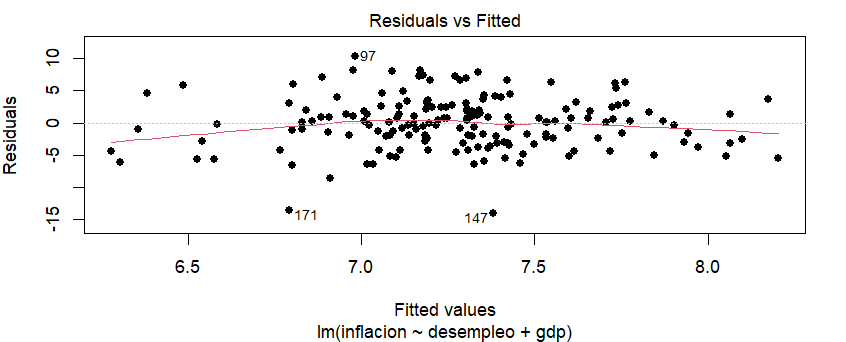 Residuals vs Fitted
Residuals
10
5
0
-5
-15
97
171
147
6.5 7.0 7.5 8.0
Fitted values
lm(inflacion ~ desempleo + gdp)